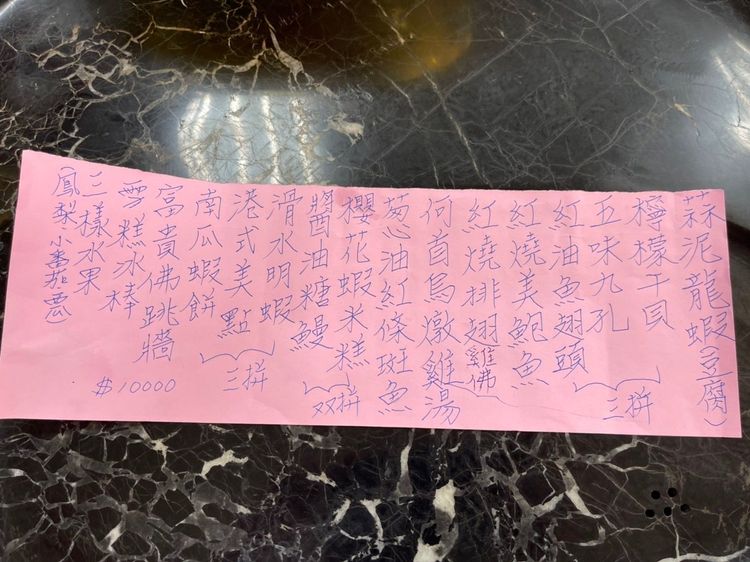 蒜泥龍蝦(豆腐)
檸檬干貝
五味九孔
紅油魚翅頭
三拼
紅燒美鮑魚
紅燒排翅雞佛
何首烏燉雞湯
葱油紅條斑魚
櫻花蝦米糕
醬油糖鰻
双拼
滑水明蝦
港式美點
南瓜蝦餅
三拼
富貴佛跳牆
雪糕冰棒
三樣水果
(鳳梨.小番茄.棗)
$10000